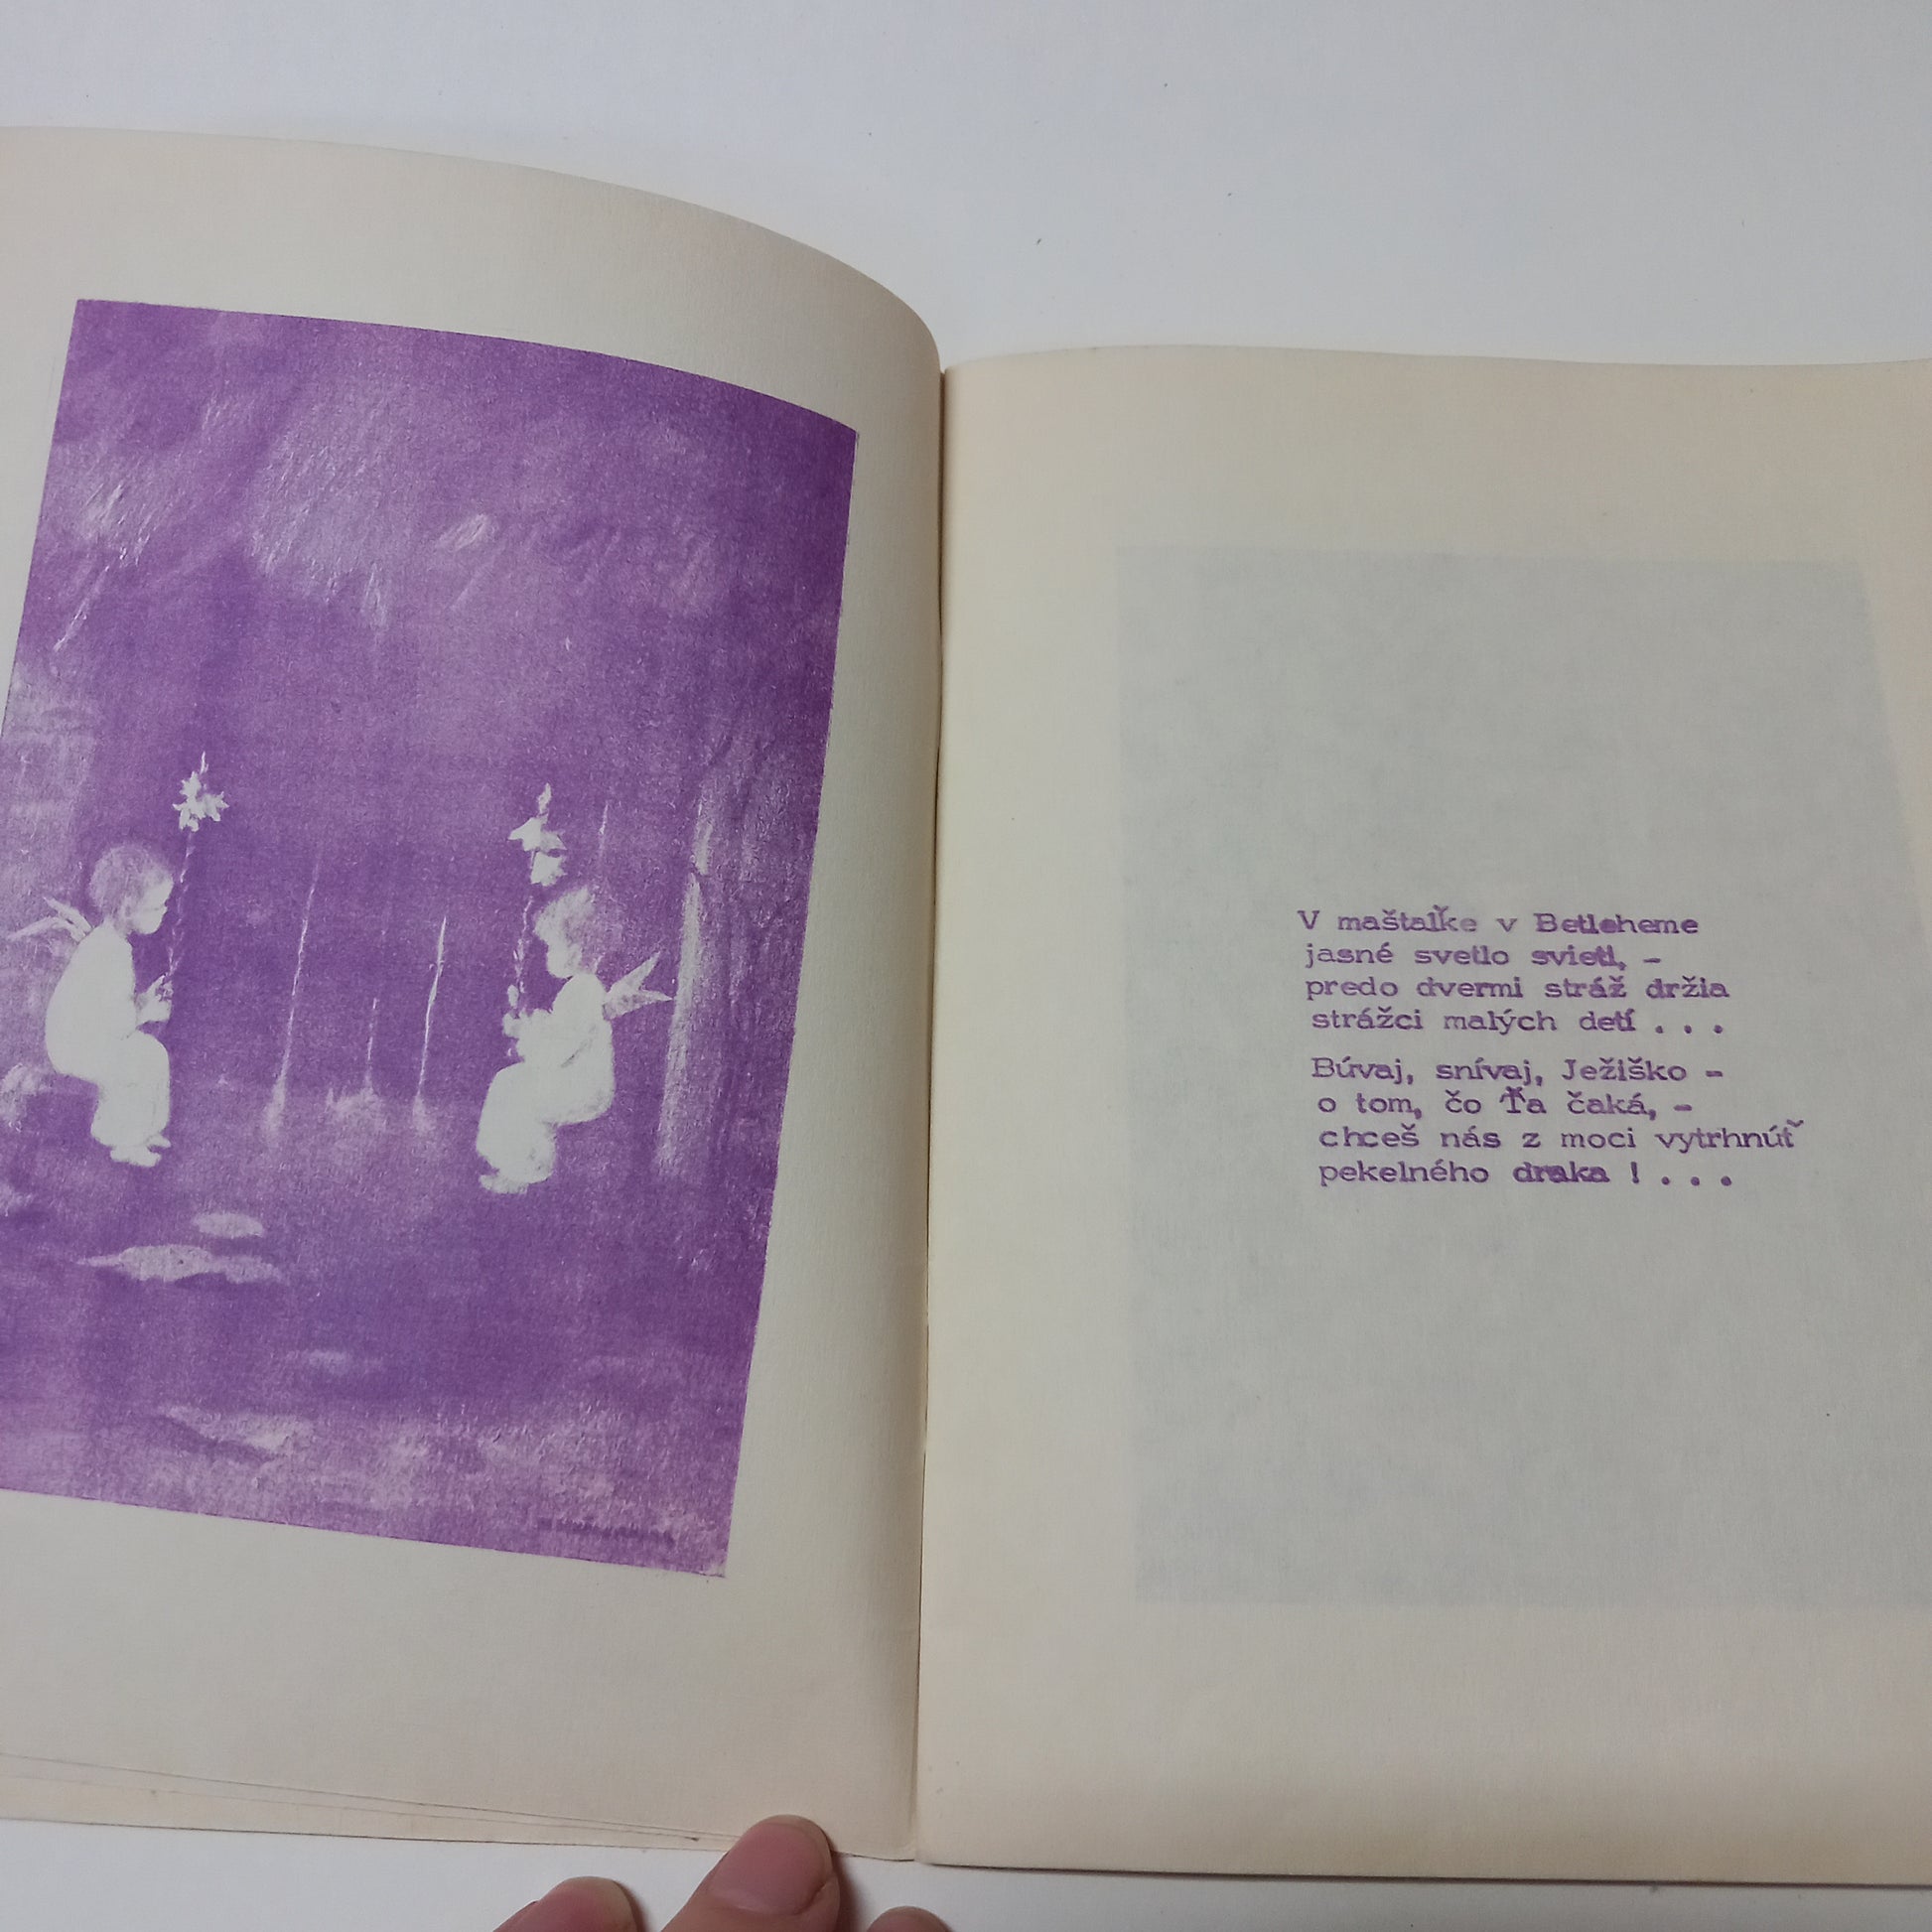 V maštaľke v Betleheme
jasné svetlo svieti, -
predo dvermi stráž držia
strážci malých detí . . .
Búvaj, snívaj, Ježiško -
o tom, čo Ťa čaká, -
chceš nás z moci vytrhnúť
pekelného draka ! . . .